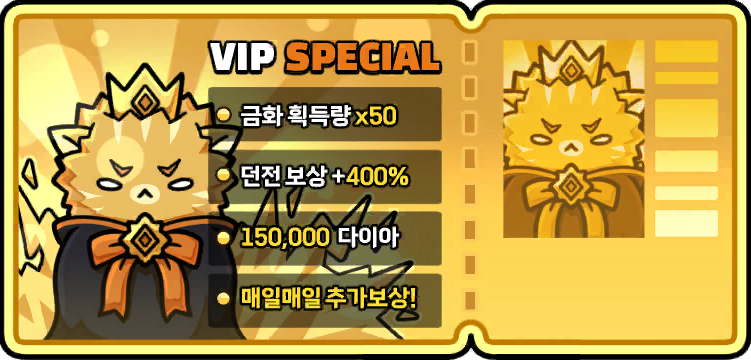 VIP SPECIAL
금화 획득량 x50
던전 보상 +400%
150,000 다이아
매일매일 추가보상!